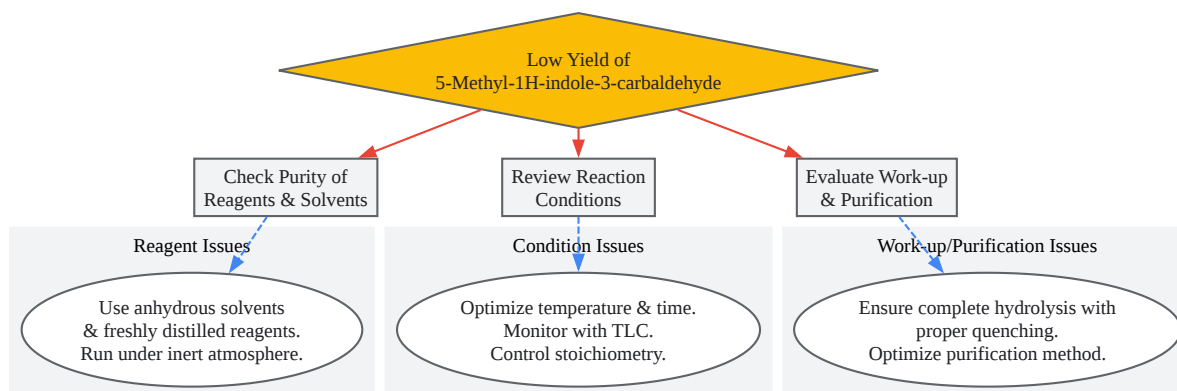 Low Yield of
5-Methyl-1H-indole-3-carbaldehyde
Check Purity of
Reagents & Solvents
Review Reaction
Conditions
Evaluate Work-up
& Purification
Reagent Issues
Condition Issues
Work-up/Purification Issues
Use anhydrous solvents
& freshly distilled reagents.
Run under inert atmosphere.
Optimize temperature & time.
Monitor with TLC.
Control stoichiometry.
Ensure complete hydrolysis with
proper quenching.
Optimize purification method.